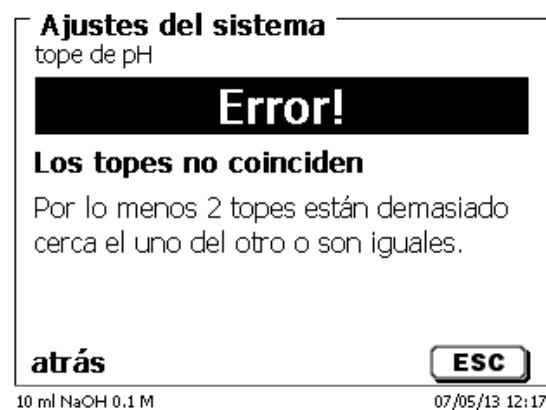 Ajustes del sistema
tope de pH
Error!
Los topes no coinciden
Por lo menos 2 topes están demasiado
cerca el uno del otro o son iguales.
atrás ESC
10 ml NaOH 0.1 M 07/05/13 12:17